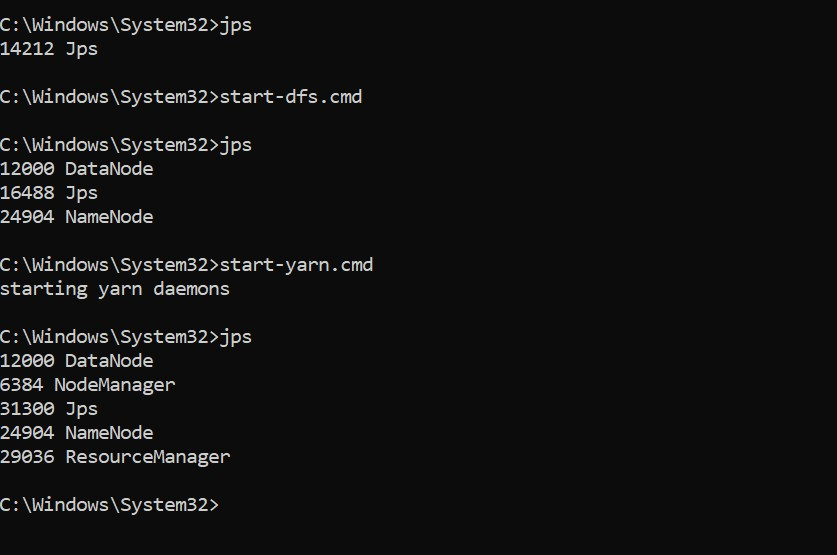 C:\Windows\System32>jps
14212 Jps
C:\Windows\System32>start-dfs.cmd
C:\Windows\System32>jps
12000 DataNode
16488 Jps
24904 NameNode
C:\Windows\System32>start-yarn.cmd
starting yarn daemons
C:\Windows\System32>jps
12000 DataNode
6384 NodeManager
31300 Jps
24904 NameNode
29036 ResourceManager
C:\Windows\System32>